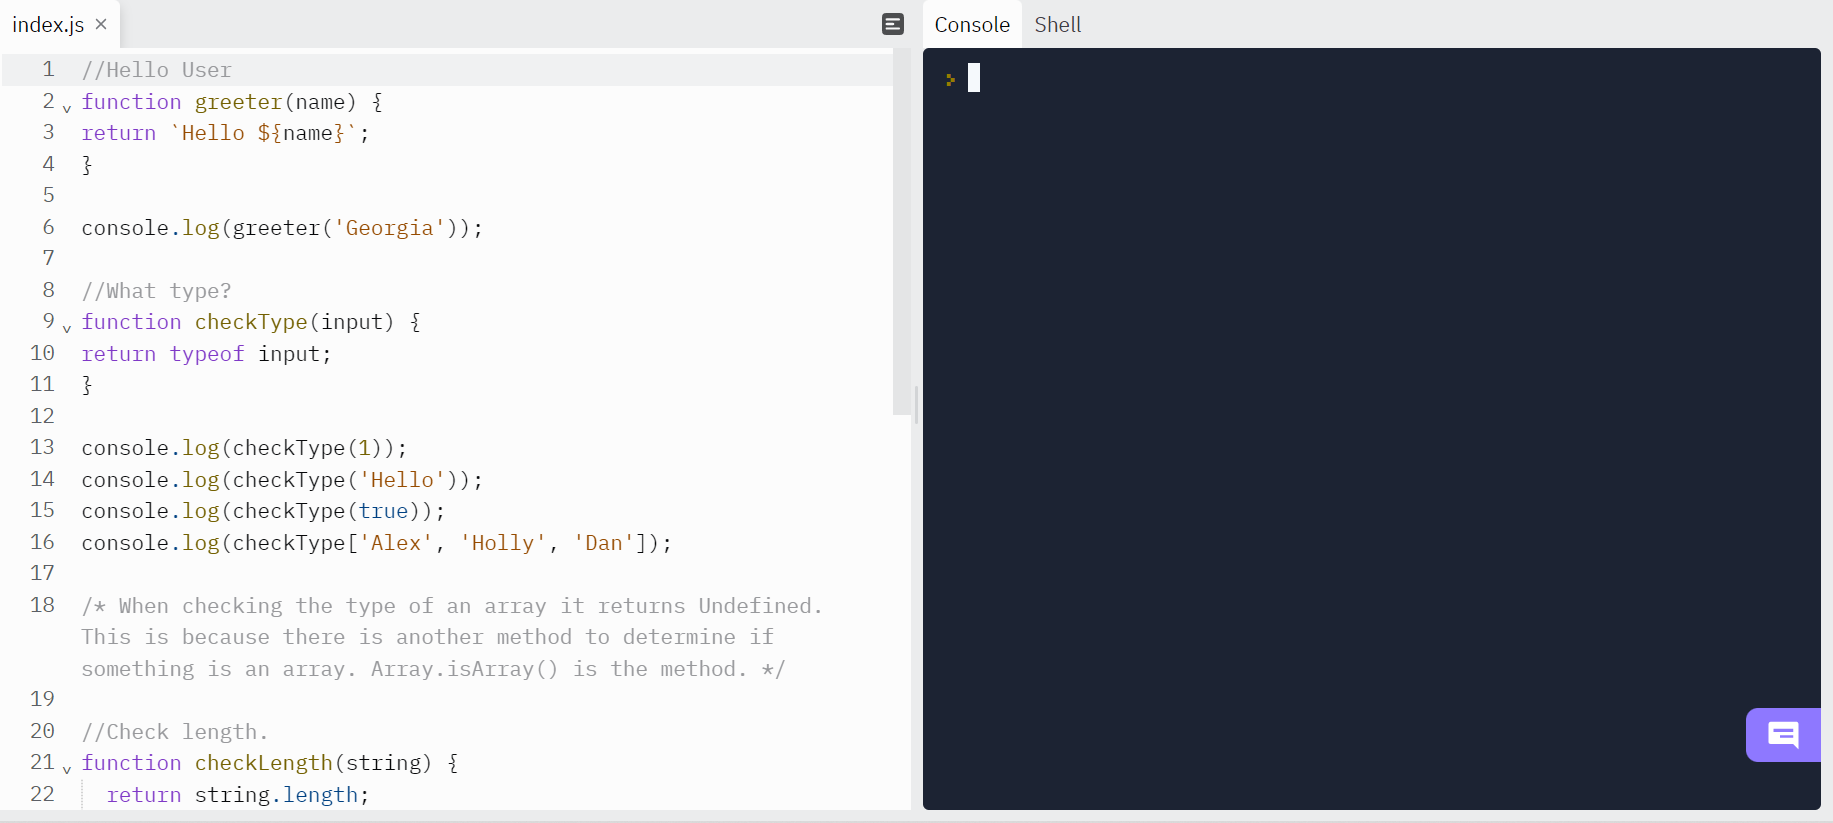 index.js ×
1 //Hello User
2 function greeter(name) {
3 return `Hello ${name}`;
4 }
5
6 console.log(greeter('Georgia'));
7
8 //What type?
9 function checkType(input) {
10 return typeof input;
11 }
12
13 console.log(checkType(1));
14 console.log(checkType('Hello'));
15 console.log(checkType(true));
16 console.log(checkType['Alex', 'Holly', 'Dan']);
17
18 /* When checking the type of an array it returns Undefined.
This is because there is another method to determine if
something is an array. Array.isArray() is the method. */
19
20 //Check length.
21 function checkLength(string) {
22 return string.length;
Console Shell
>